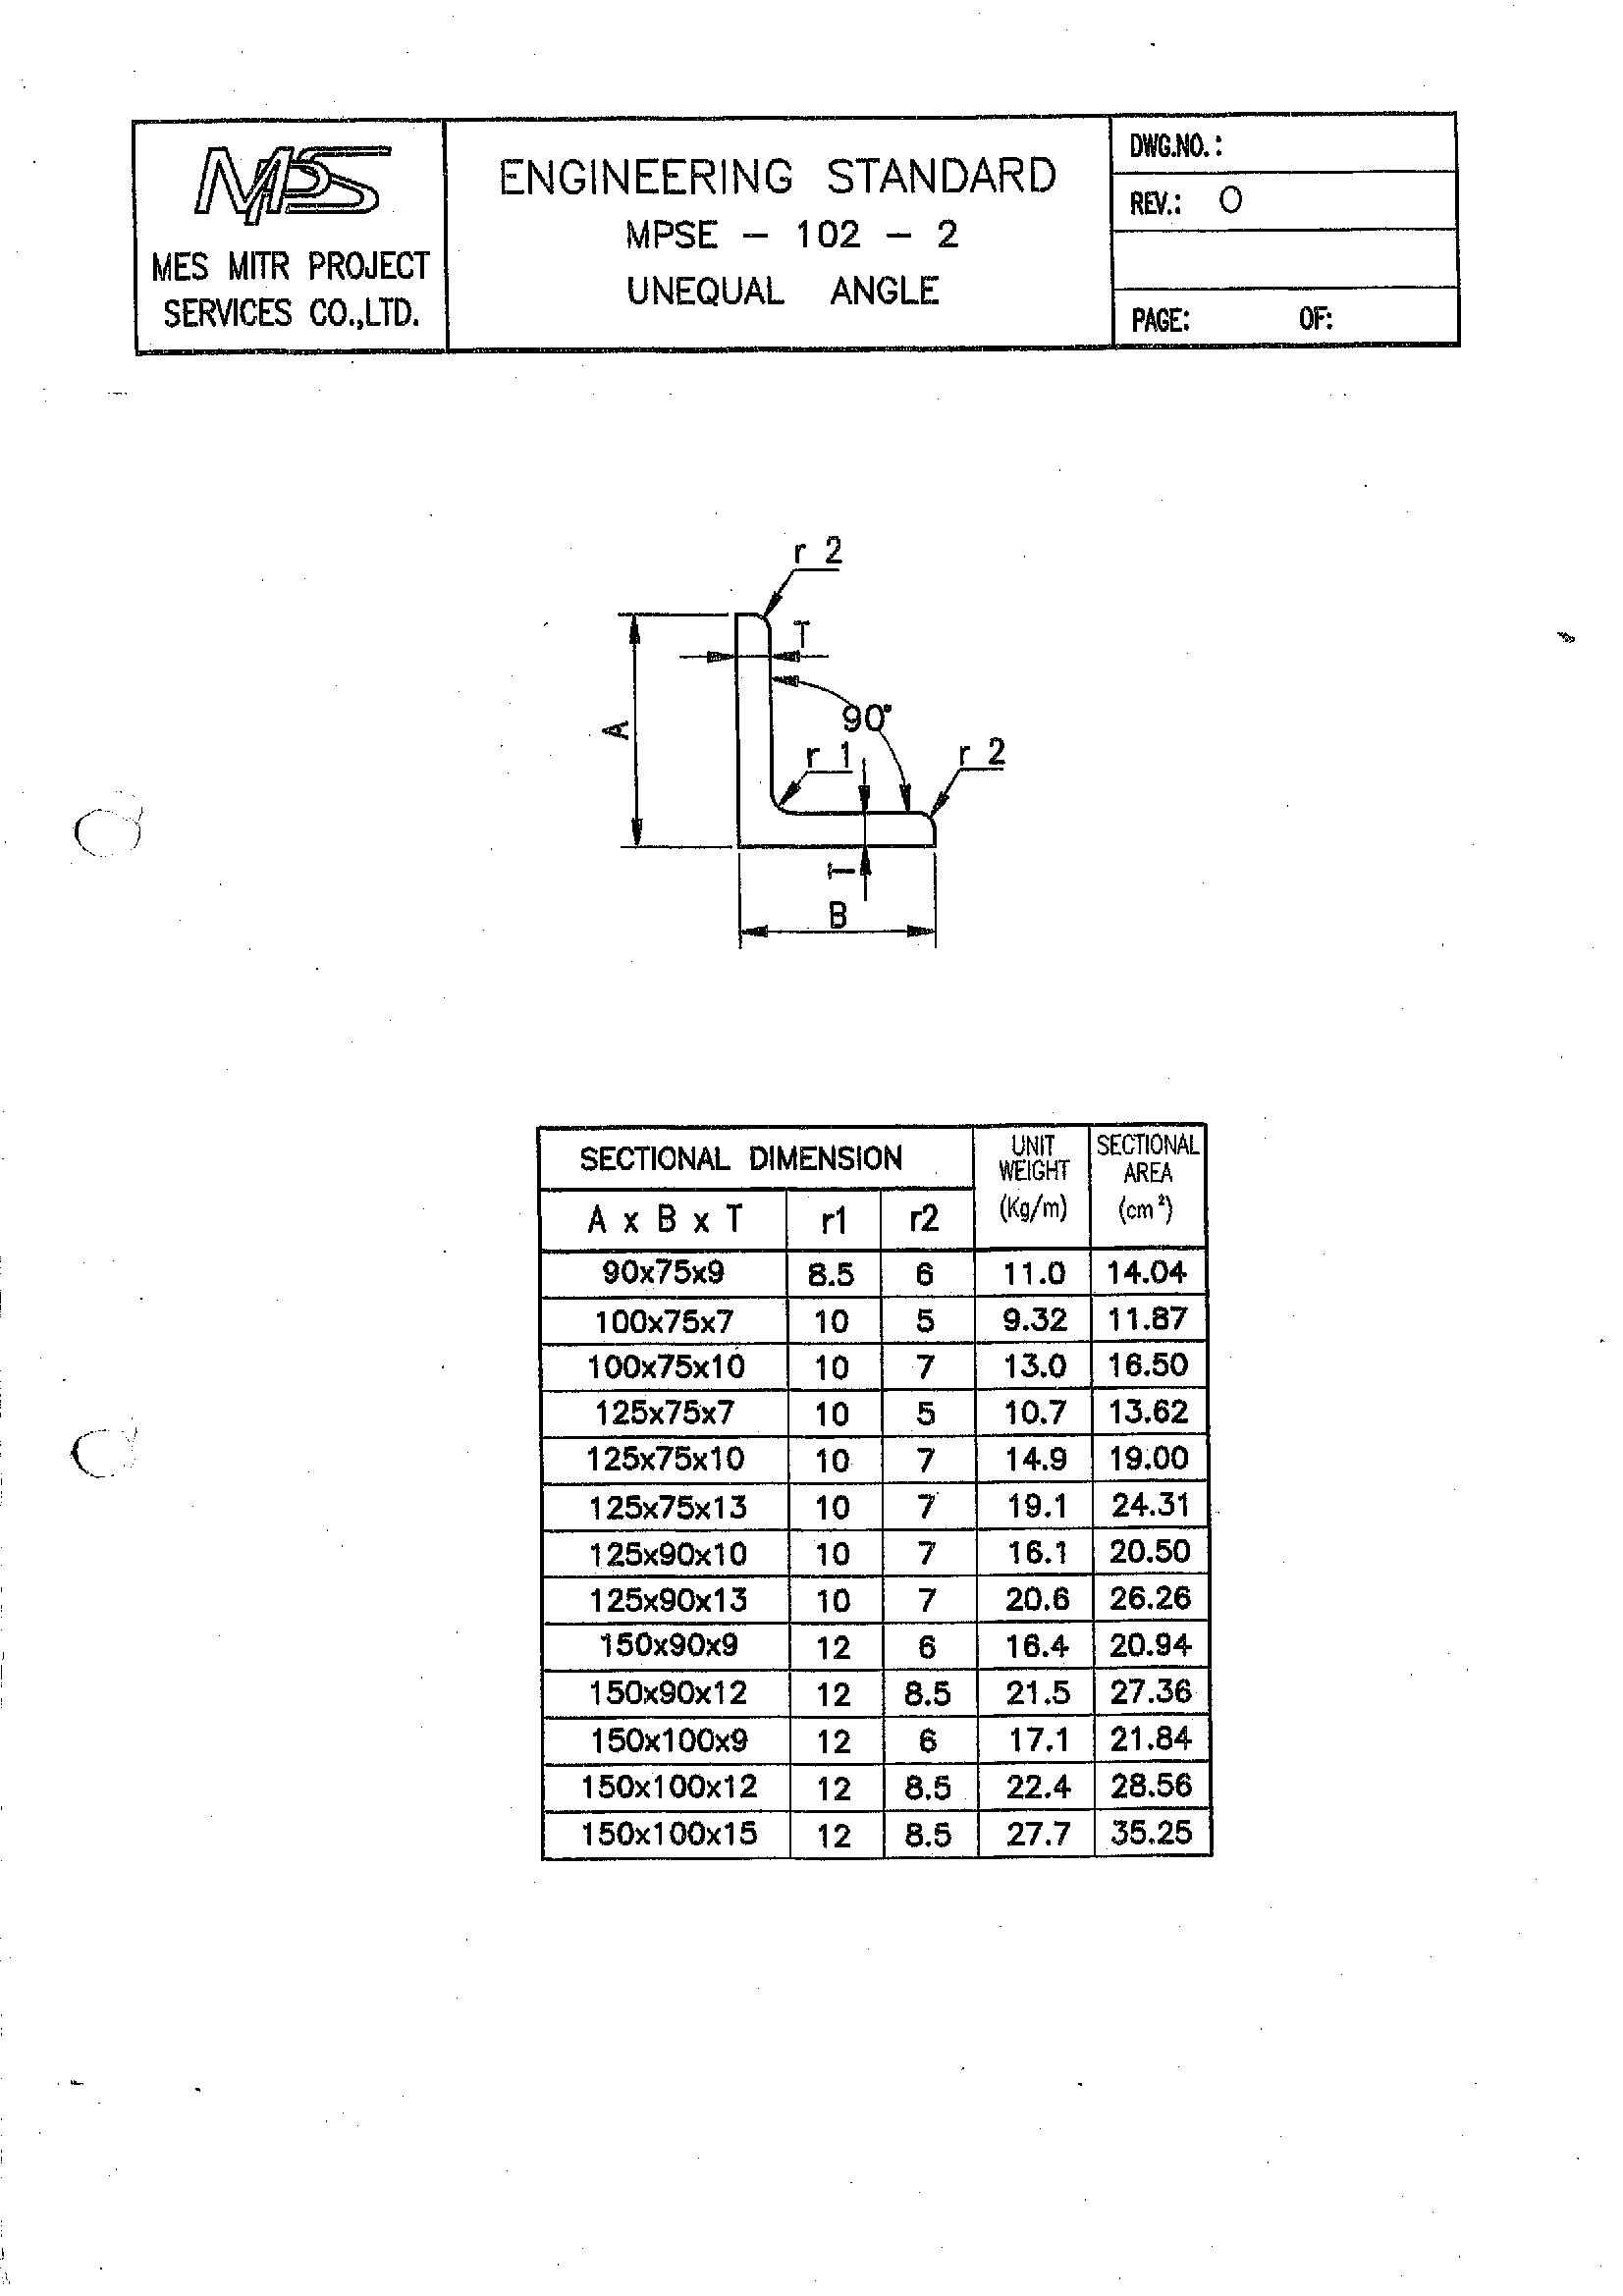 MPS
MES MITR PROJECT
SERVICES CO.,LTD.
ENGINEERING STANDARD
MPSE - 102 - 2
UNEQUAL ANGLE
DWG.NO. :
REV.: 0
PAGE: OF:
r 2
T
A
90°
r 1
r 2
T
B
SECTIONAL DIMENSION
UNIT WEIGHT (Kg/m)
SECTIONAL AREA (cm²)
A x B x T r1 r2
90x75x9 8.5 6 11.0 14.04
100x75x7 10 5 9.32 11.87
100x75x10 10 7 13.0 16.50
125x75x7 10 5 10.7 13.62
125x75x10 10 7 14.9 19.00
125x75x13 10 7 19.1 24.31
125x90x10 10 7 16.1 20.50
125x90x13 10 7 20.6 26.26
150x90x9 12 6 16.4 20.94
150x90x12 12 8.5 21.5 27.36
150x100x9 12 6 17.1 21.84
150x100x12 12 8.5 22.4 28.56
150x100x15 12 8.5 27.7 35.25